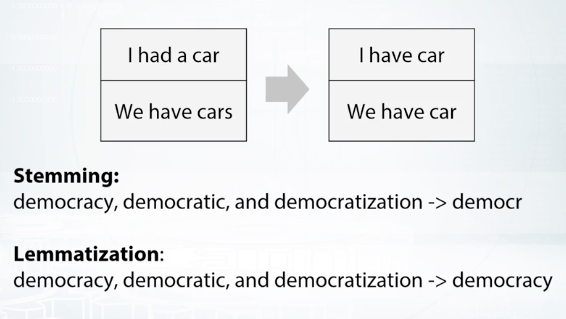 I had a car
I have car
We have cars
We have car
Stemming:
democracy, democratic, and democratization -> democr
Lemmatization:
democracy, democratic, and democratization -> democracy